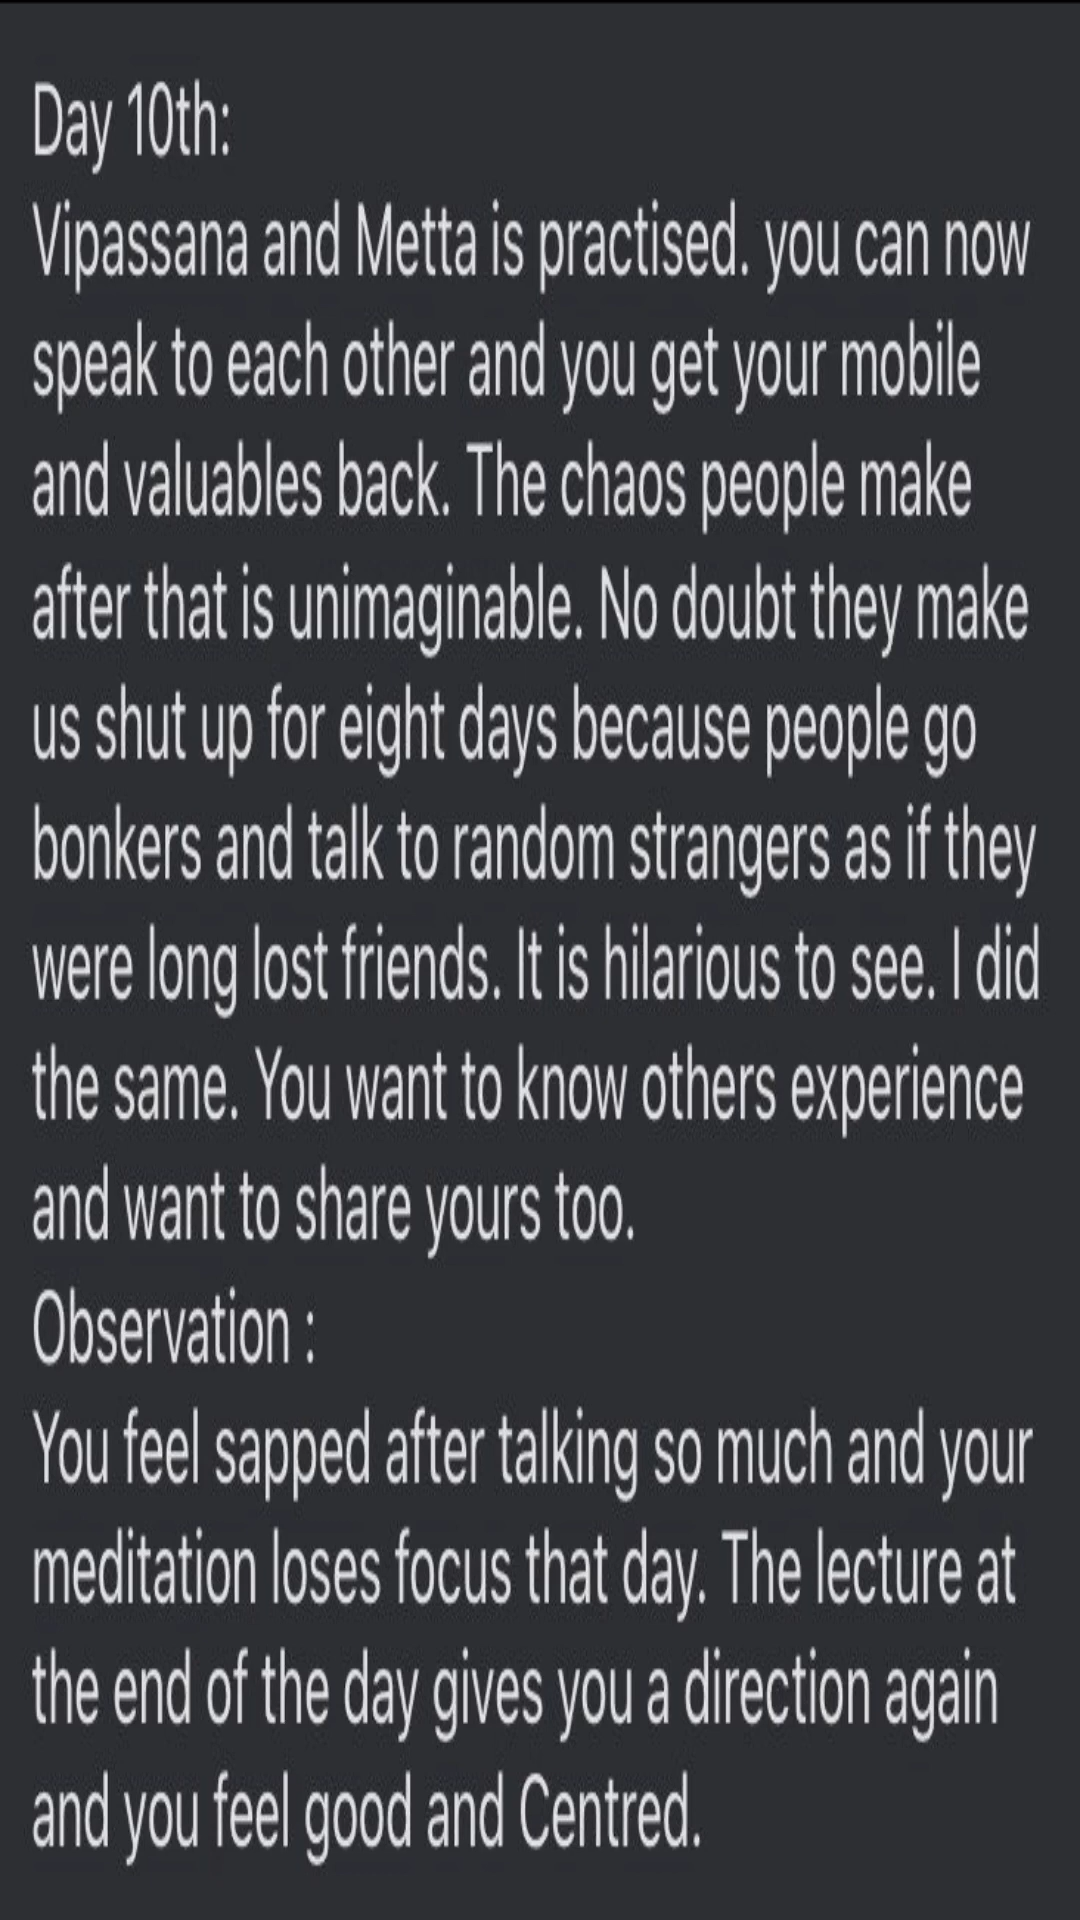 Day 10th:
Vipassana and Metta is practised. you can now
speak to each other and you get your mobile
and valuables back. The chaos people make
after that is unimaginable. No doubt they make
us shut up for eight days because people go
bonkers and talk to random strangers as if they
were long lost friends. It is hilarious to see. I did
the same. You want to know others experience
and want to share yours too.
Observation :
You feel sapped after talking so much and your
meditation loses focus that day. The lecture at
the end of the day gives you a direction again
and you feel good and Centred.